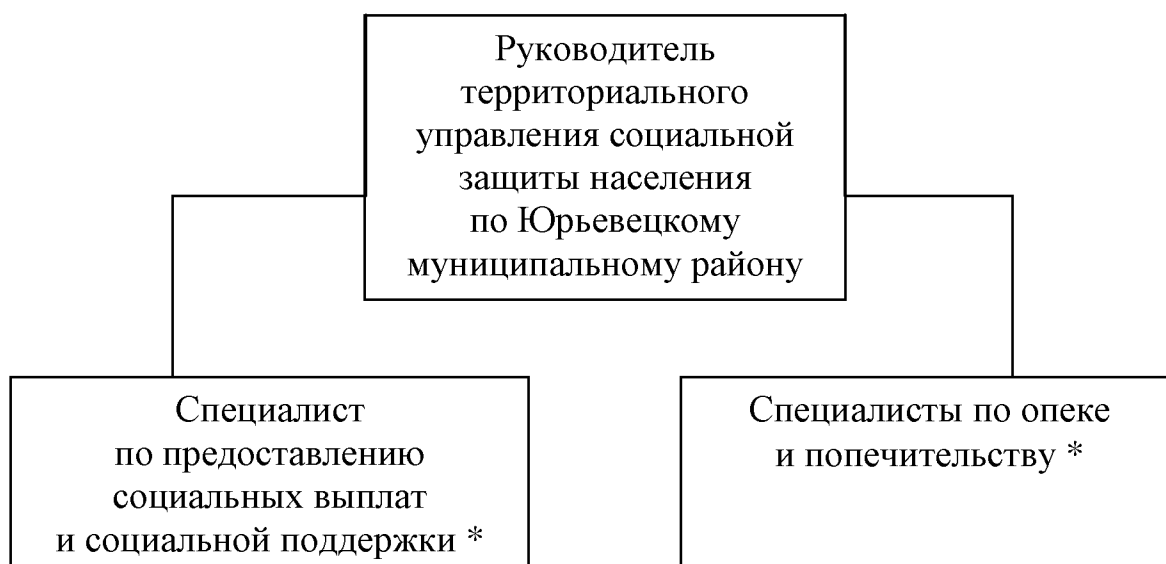 Руководитель
территориального
управления социальной
защиты населения
по Юрьевецкому
муниципальному району
Специалист
по предоставлению
социальных выплат
и социальной поддержки *
Специалисты по опеке
и попечительству *